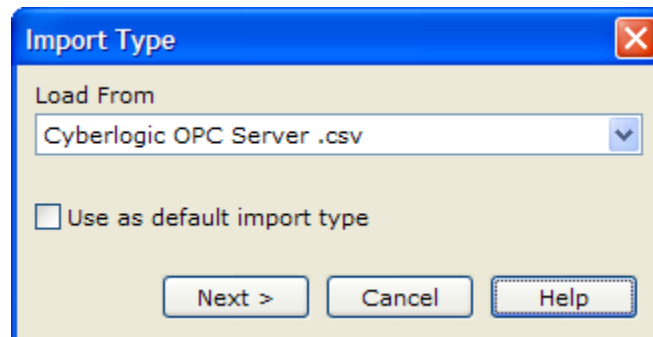 Import Type
Load From
Cyberlogic OPC Server .csv
Use as default import type
Next > Cancel Help